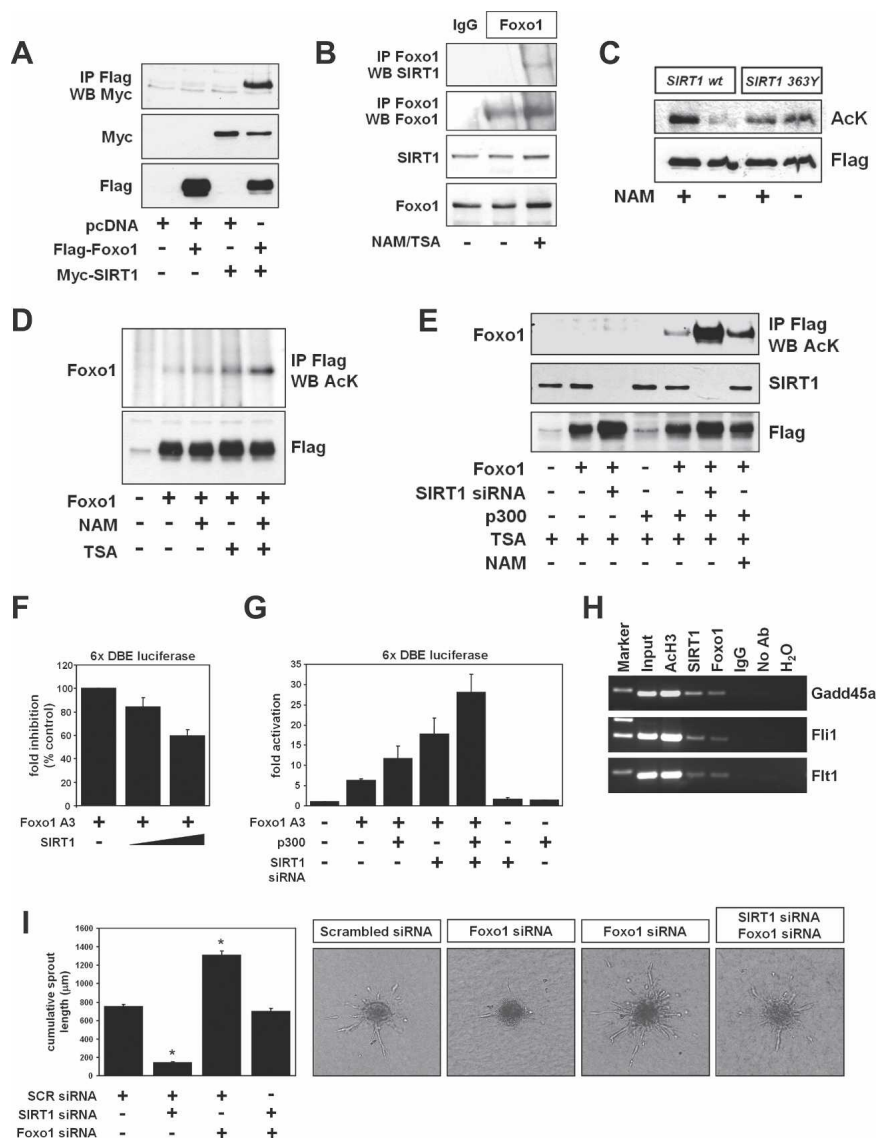 A
IP Flag
WB Myc
Myc
Flag
pcDNA + + + -
Flag-Foxo1 - + - +
Myc-SIRT1 - - + +
B
IgG Foxo1
IP Foxo1
WB SIRT1
IP Foxo1
WB Foxo1
SIRT1
Foxo1
NAM/TSA - - +
C
SIRT1 wt SIRT1 363Y
AcK
Flag
NAM + - + -
D
Foxo1
IP Flag
WB AcK
Flag
Foxo1 - + + + +
NAM - - + - +
TSA - - - + +
E
Foxo1
IP Flag
WB AcK
SIRT1
Flag
Foxo1 - + + - + + +
SIRT1 siRNA - - + - - + -
p300 - - - + + + +
TSA + + + + + + +
NAM - - - - - - +
F
6x DBE luciferase
fold inhibition
(% control)
120
100
80
60
40
20
0
Foxo1 A3 + + +
SIRT1 -
G
6x DBE luciferase
fold activation
35
30
25
20
15
10
5
0
Foxo1 A3 - + + + + - -
p300 - - + - + - +
SIRT1 - - - + + + -
siRNA
H
Marker Input AcH3 SIRT1 Foxo1 IgG No Ab H2O
Gadd45a
Fli1
Flt1
I
cumulative sprout
length (µm)
1600
1400
1200
1000
800
600
400
200
0
*
*
SCR siRNA + + + -
SIRT1 siRNA - + - +
Foxo1 siRNA - - + +
Scrambled siRNA
Foxo1 siRNA
Foxo1 siRNA
SIRT1 siRNA
Foxo1 siRNA